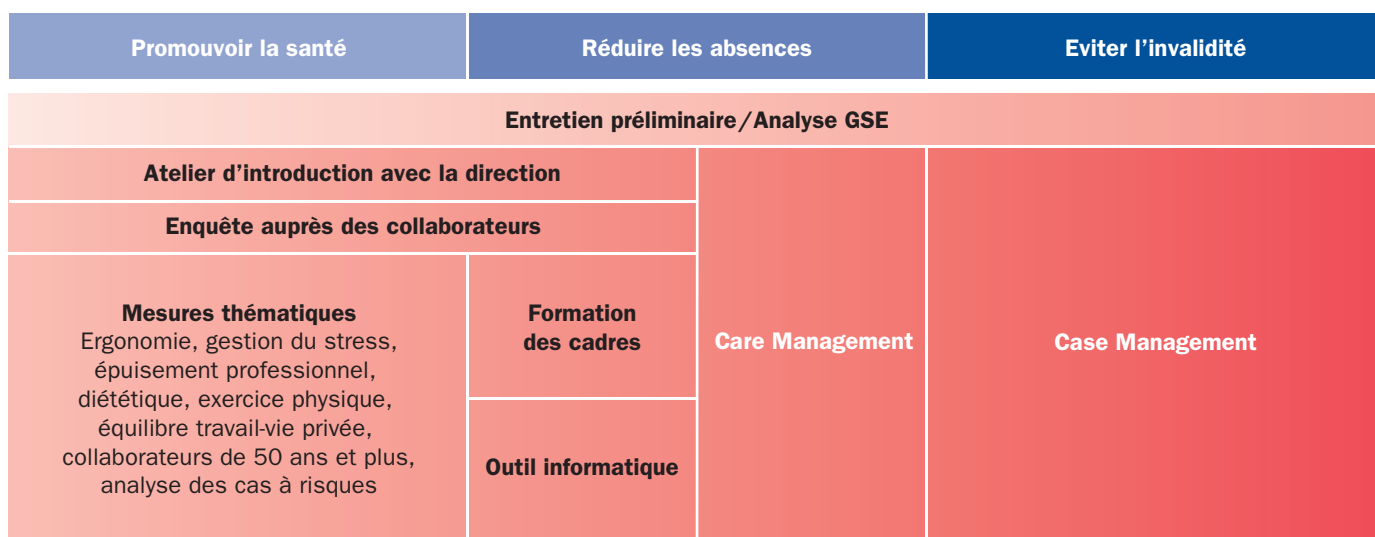 Promouvoir la santé
Réduire les absences
Eviter l’invalidité
Entretien préliminaire/Analyse GSE
Atelier d’introduction avec la direction
Enquête auprès des collaborateurs
Mesures thématiques
Ergonomie, gestion du stress,
épuisement professionnel,
diététique, exercice physique,
équilibre travail-vie privée,
collaborateurs de 50 ans et plus,
analyse des cas à risques
Formation
des cadres
Outil informatique
Care Management
Case Management